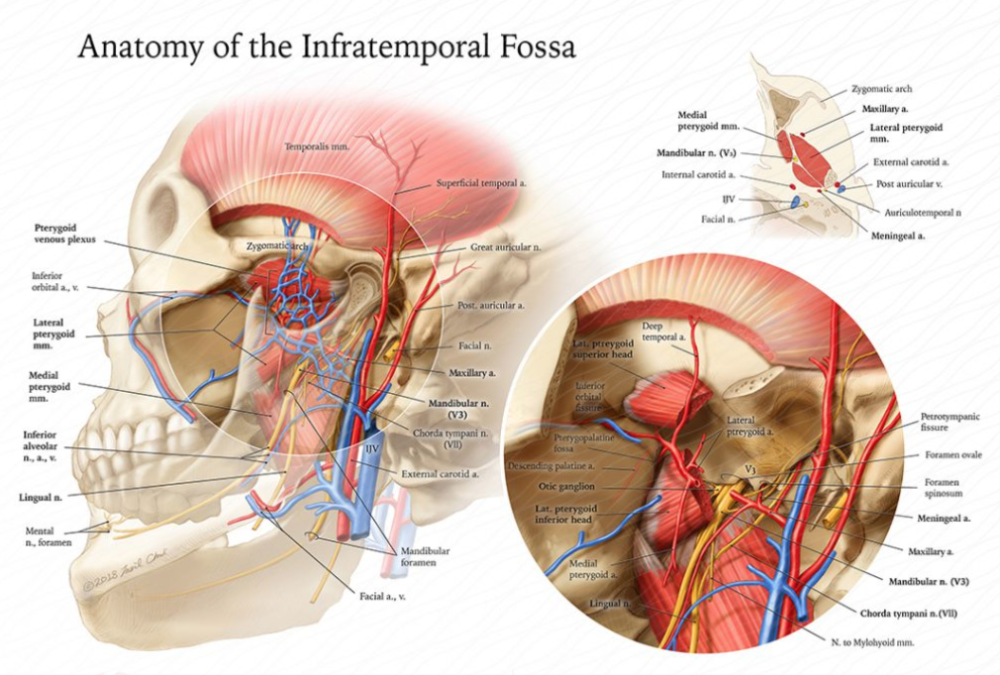 Anatomy of the Infratemporal Fossa
Temporalis mm.
Superficial temporal a.
Pterygoid
venous plexus
Zygomatic arch
Great auricular n.
Inferior
orbital a., v.
Post. auricular a.
Lateral
pterygoid
mm.
Facial n.
Maxillary a.
Medial
pterygoid
mm.
Mandibular n.
(V3)
Chorda tympani n.
(VII)
Inferior
alveolar
n., a., v.
IJV
External carotid a.
Lingual n.
Mental
n., foramen
Mandibular
foramen
Facial a., v.
©2018
Zygomatic arch
Maxillary a.
Medial
pterygoid mm.
Lateral pterygoid
mm.
Mandibular n. (V3)
External carotid a.
Internal carotid a.
Post auricular v.
IJV
Auriculotemporal n
Facial n.
Meningeal a.
Deep
temporal a.
Lat. ptreygoid
superior head
Inferior
orbital
fissure
Lateral
ptreygoid a.
Pterygopalatine
fossa
Descending palatine a.
V3
Otic ganglion
Lat. pterygoid
inferior head
Medial
pterygoid a.
Lingual n.
Petrotympanic
fissure
Foramen ovale
Foramen
spinosum
Meningeal a.
Maxillary a.
Mandibular n. (V3)
Chorda tympani n.(VII)
N. to Mylohyoid mm.